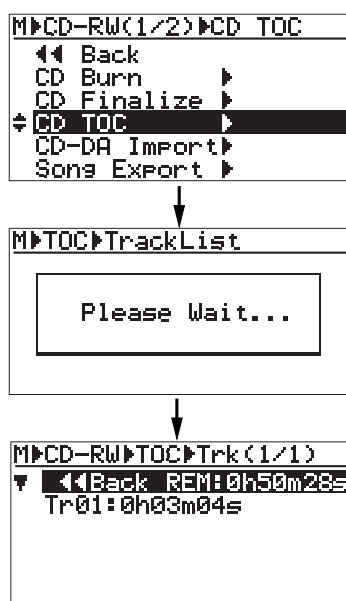 M▶CD-RW(1/2)▶CD TOC
◀◀ Back
CD Burn ▶
CD Finalize ▶
CD TOC ▶
CD-DA Import▶
Song Export ▶
M▶TOC▶TrackList
Please Wait...
M▶CD-RW▶TOC▶Trk(1/1)
◀◀Back REM:0h50m28s
Tr01:0h03m04s